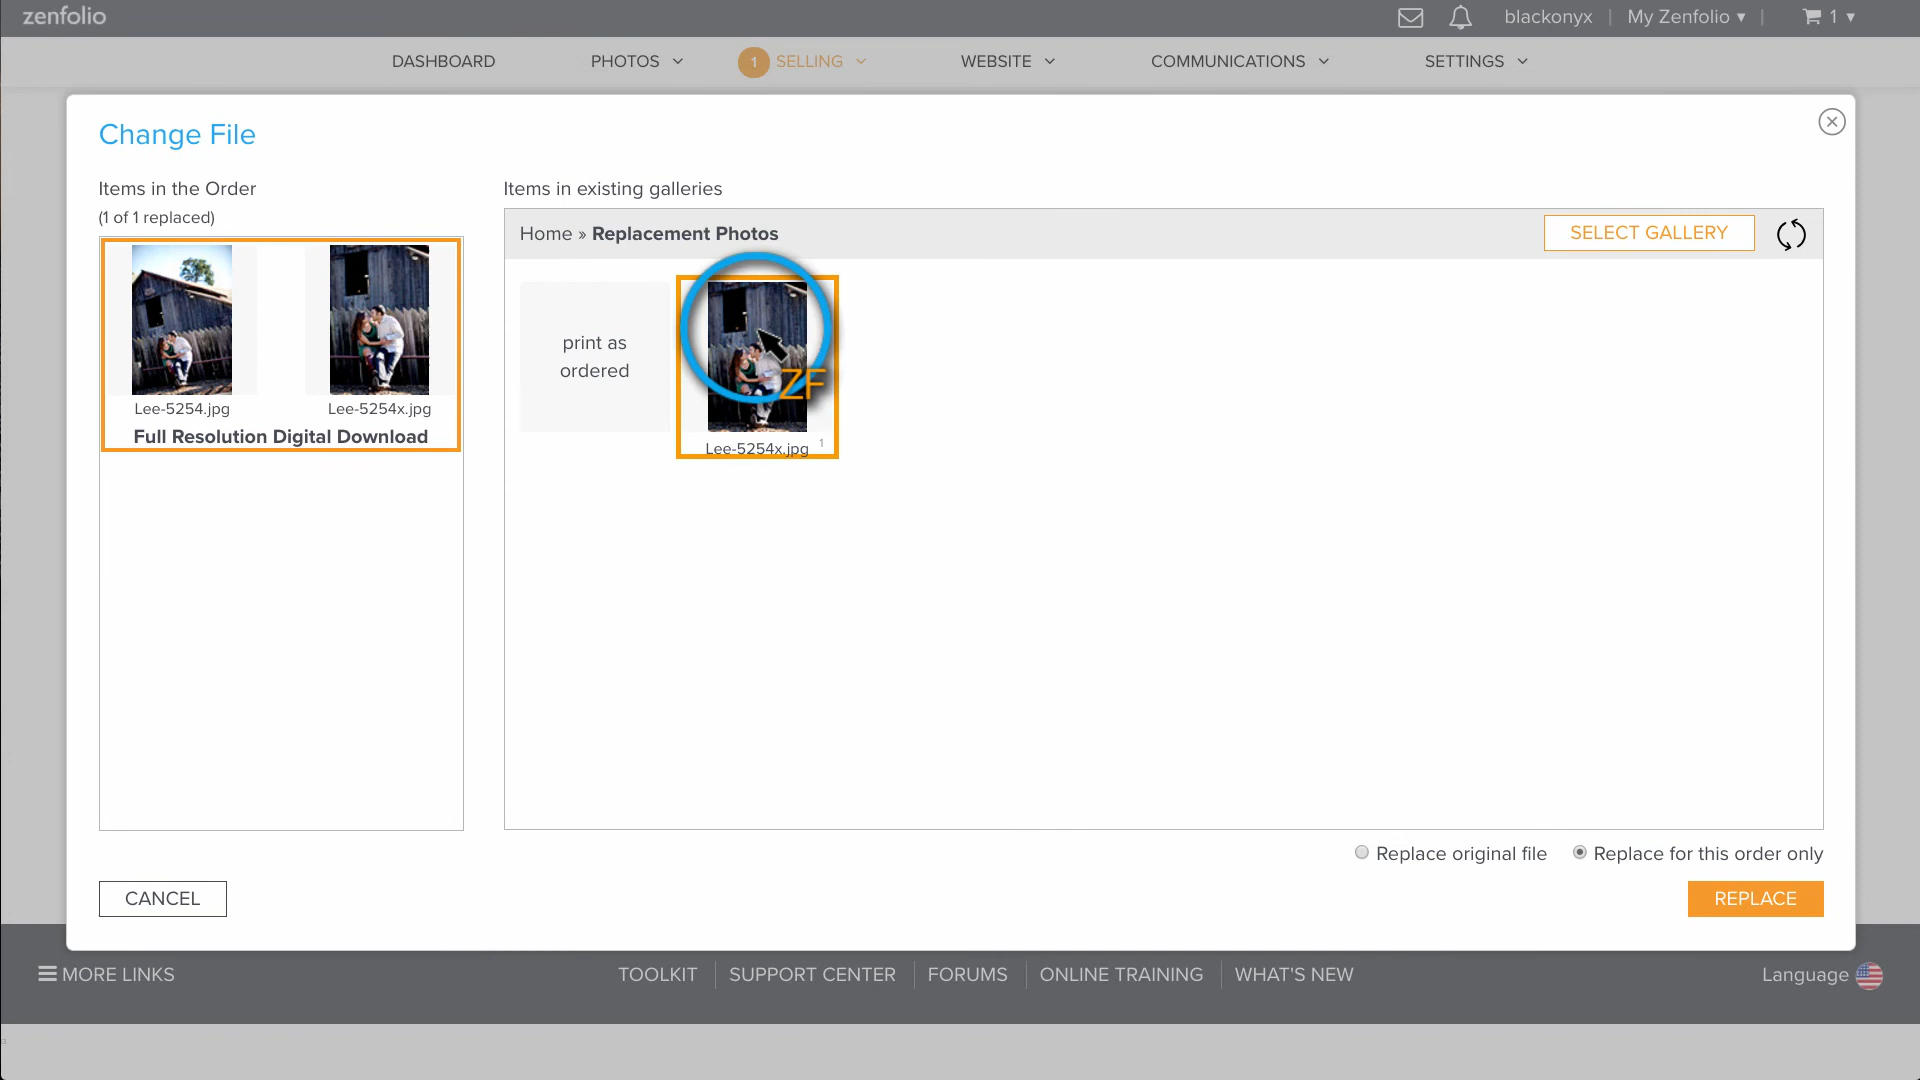 zenfolio
blackonyx | My Zenfolio ▾ | 1 ▾
DASHBOARD PHOTOS 1 SELLING WEBSITE COMMUNICATIONS SETTINGS
Change File
Items in the Order
(1 of 1 replaced)
Lee-5254.jpg Lee-5254x.jpg
Full Resolution Digital Download
Items in existing galleries
Home » Replacement Photos
SELECT GALLERY
print as
ordered
ZF
Lee-5254x.jpg 1
Replace original file Replace for this order only
CANCEL REPLACE
MORE LINKS TOOLKIT SUPPORT CENTER FORUMS ONLINE TRAINING WHAT'S NEW Language